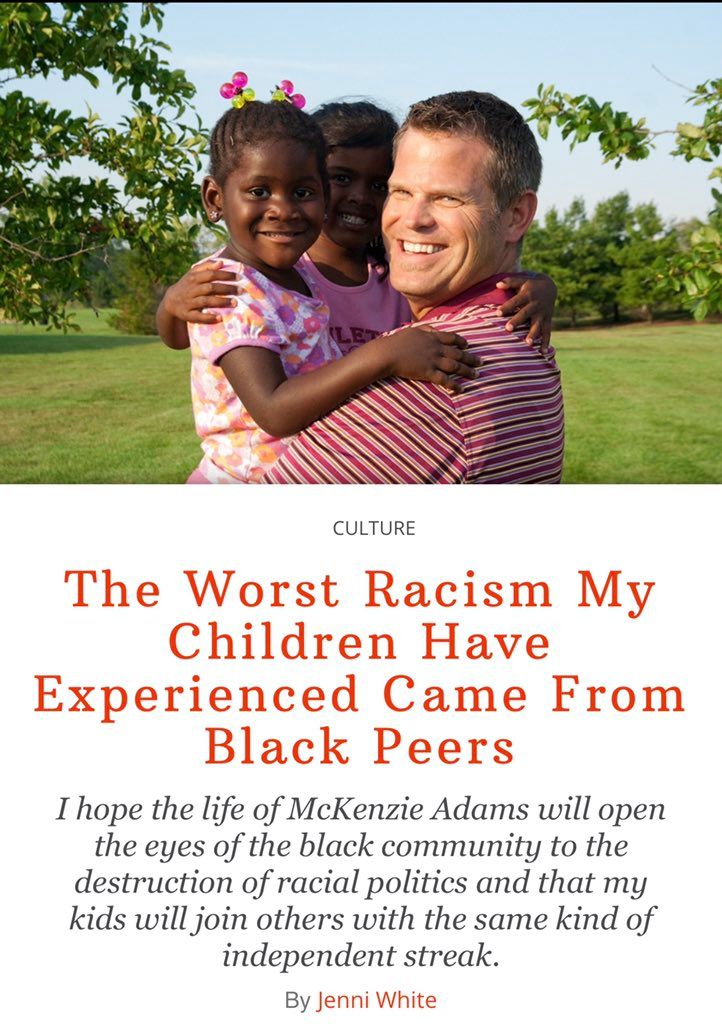 CULTURE
The Worst Racism My
Children Have
Experienced Came From
Black Peers
I hope the life of McKenzie Adams will open
the eyes of the black community to the
destruction of racial politics and that my
kids will join others with the same kind of
independent streak.
By Jenni White